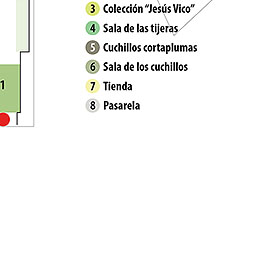 3 Colección “Jesús Vico”
4 Sala de las tijeras
5 Cuchillos cortaplumas
6 Sala de los cuchillos
1
7 Tienda
8 Pasarela